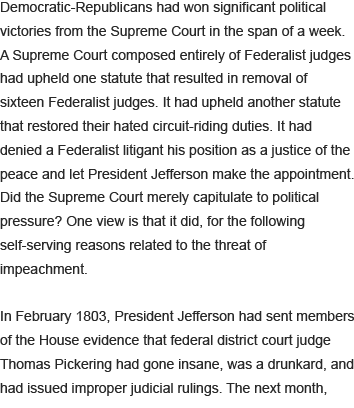 Democratic-Republicans had won significant political
victories from the Supreme Court in the span of a week.
A Supreme Court composed entirely of Federalist judges
had upheld one statute that resulted in removal of
sixteen Federalist judges. It had upheld another statute
that restored their hated circuit-riding duties. It had
denied a Federalist litigant his position as a justice of the
peace and let President Jefferson make the appointment.
Did the Supreme Court merely capitulate to political
pressure? One view is that it did, for the following
self-serving reasons related to the threat of
impeachment.

In February 1803, President Jefferson had sent members
of the House evidence that federal district court judge
Thomas Pickering had gone insane, was a drunkard, and
had issued improper judicial rulings. The next month,